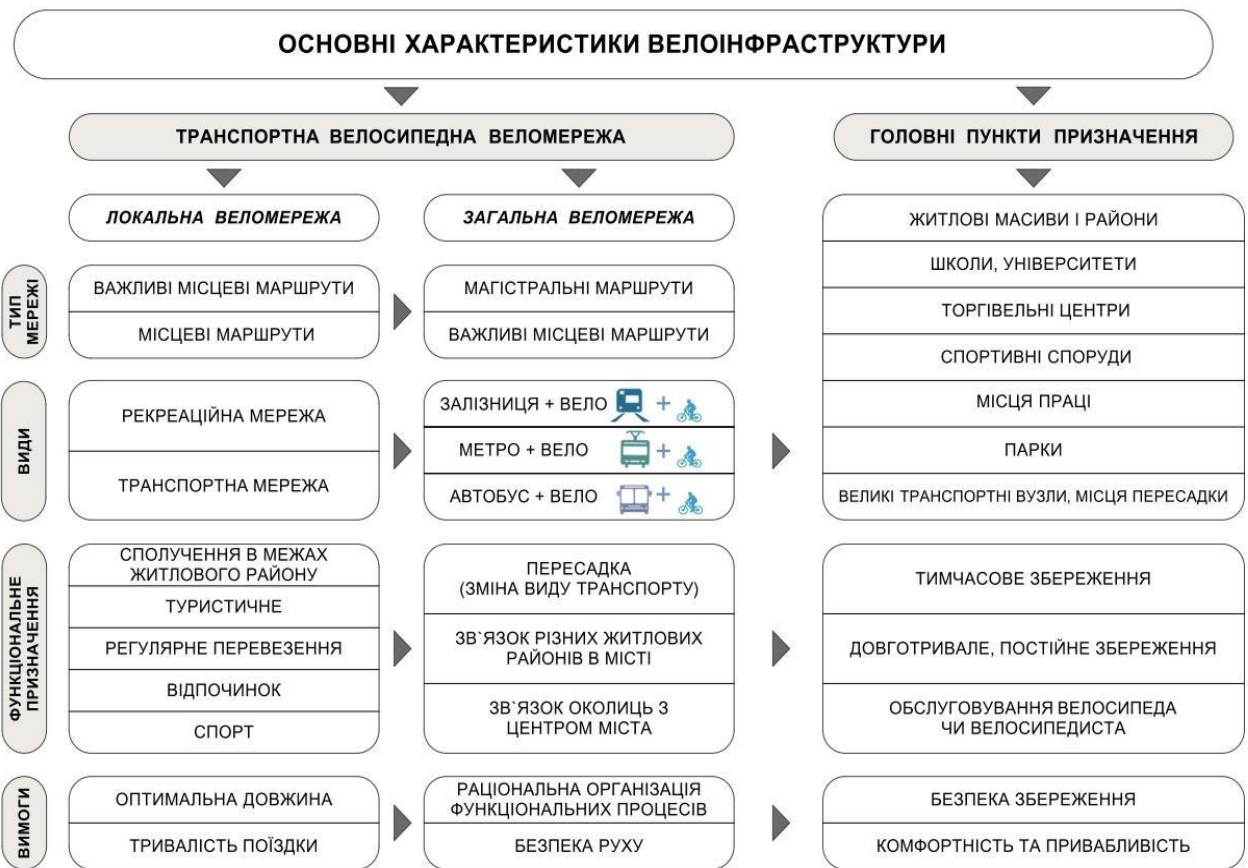 ОСНОВНІ ХАРАКТЕРИСТИКИ ВЕЛОІНФРАСТРУКТУРИ
ТРАНСПОРТНА ВЕЛОСИПЕДНА ВЕЛОМЕРЕЖА
ГОЛОВНІ ПУНКТИ ПРИЗНАЧЕННЯ
ЛОКАЛЬНА ВЕЛОМЕРЕЖА
ЗАГАЛЬНА ВЕЛОМЕРЕЖА
ТИП
МЕРЕЖІ
ВАЖЛИВІ МІСЦЕВІ МАРШРУТИ
МІСЦЕВІ МАРШРУТИ
МАГІСТРАЛЬНІ МАРШРУТИ
ВАЖЛИВІ МІСЦЕВІ МАРШРУТИ
ВИДИ
РЕКРЕАЦІЙНА МЕРЕЖА
ТРАНСПОРТНА МЕРЕЖА
ЗАЛІЗНИЦЯ + ВЕЛО +
МЕТРО + ВЕЛО +
АВТОБУС + ВЕЛО +
ЖИТЛОВІ МАСИВИ І РАЙОНИ
ШКОЛИ, УНІВЕРСИТЕТИ
ТОРГІВЕЛЬНІ ЦЕНТРИ
СПОРТИВНІ СПОРУДИ
МІСЦЯ ПРАЦІ
ПАРКИ
ВЕЛИКІ ТРАНСПОРТНІ ВУЗЛИ, МІСЦЯ ПЕРЕСАДКИ
ФУНКЦІОНАЛЬНЕ
ПРИЗНАЧЕННЯ
СПОЛУЧЕННЯ В МЕЖАХ
ЖИТЛОВОГО РАЙОНУ
ТУРИСТИЧНЕ
РЕГУЛЯРНЕ ПЕРЕВЕЗЕННЯ
ВІДПОЧИНОК
СПОРТ
ПЕРЕСАДКА
(ЗМІНА ВИДУ ТРАНСПОРТУ)
ЗВ`ЯЗОК РІЗНИХ ЖИТЛОВИХ
РАЙОНІВ В МІСТІ
ЗВ`ЯЗОК ОКОЛИЦЬ З
ЦЕНТРОМ МІСТА
ТИМЧАСОВЕ ЗБЕРЕЖЕННЯ
ДОВГОТРИВАЛЕ, ПОСТІЙНЕ ЗБЕРЕЖЕННЯ
ОБСЛУГОВУВАННЯ ВЕЛОСИПЕДА
ЧИ ВЕЛОСИПЕДИСТА
ВИМОГИ
ОПТИМАЛЬНА ДОВЖИНА
ТРИВАЛІСТЬ ПОЇЗДКИ
РАЦІОНАЛЬНА ОРГАНІЗАЦІЯ
ФУНКЦІОНАЛЬНИХ ПРОЦЕСІВ
БЕЗПЕКА РУХУ
БЕЗПЕКА ЗБЕРЕЖЕННЯ
КОМФОРТНІСТЬ ТА ПРИВАБЛИВІСТЬ